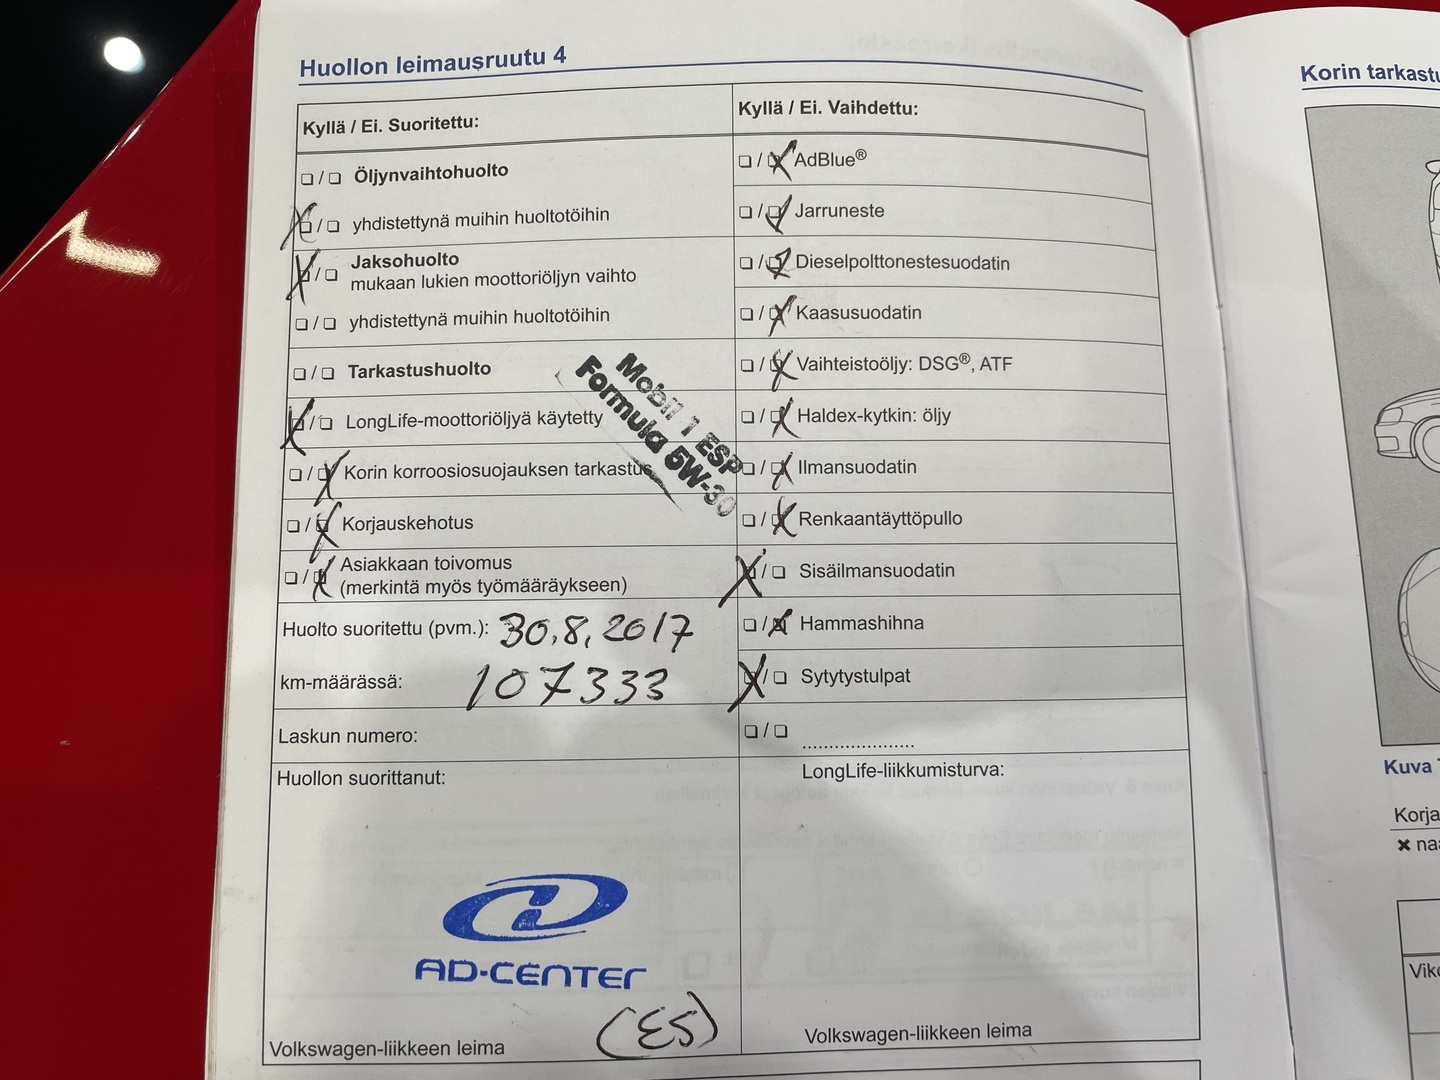 Huollon leimausruutu 4
Kyllä / Ei. Suoritettu:
❏ / ❏ Öljynvaihtohuolto
❏ / ❏ yhdistettynä muihin huoltotöihin
❏ / ❏ Jaksohuolto
mukaan lukien moottoriöljyn vaihto
❏ / ❏ yhdistettynä muihin huoltotöihin
❏ / ❏ Tarkastushuolto
❏ / ❏ LongLife-moottoriöljyä käytetty
❏ / ❏ Korin korroosiosuojauksen tarkastus
❏ / ❏ Korjauskehotus
❏ / ❏ Asiakkaan toivomus
(merkintä myös työmääräykseen)
Mobil 1 ESP
Formula 5W-30
Huolto suoritettu (pvm.): 30.8.2017
km-määrässä: 107333
Laskun numero:
Huollon suorittanut:
AD-CENTER
(ES)
Volkswagen-liikkeen leima
Kyllä / Ei. Vaihdettu:
❏ / ❏ AdBlue®
❏ / ❏ Jarruneste
❏ / ❏ Dieselpolttonestesuodatin
❏ / ❏ Kaasusuodatin
❏ / ❏ Vaihteistoöljy: DSG®, ATF
❏ / ❏ Haldex-kytkin: öljy
❏ / ❏ Ilmansuodatin
❏ / ❏ Renkaantäyttöpullo
❏ / ❏ Sisäilmansuodatin
❏ / ❏ Hammashihna
❏ / ❏ Sytytystulpat
❏ / ❏ ......................
LongLife-liikkumisturva:
Volkswagen-liikkeen leima
Korin tarkastu
Kuva
Korja
✖ naa
Vik